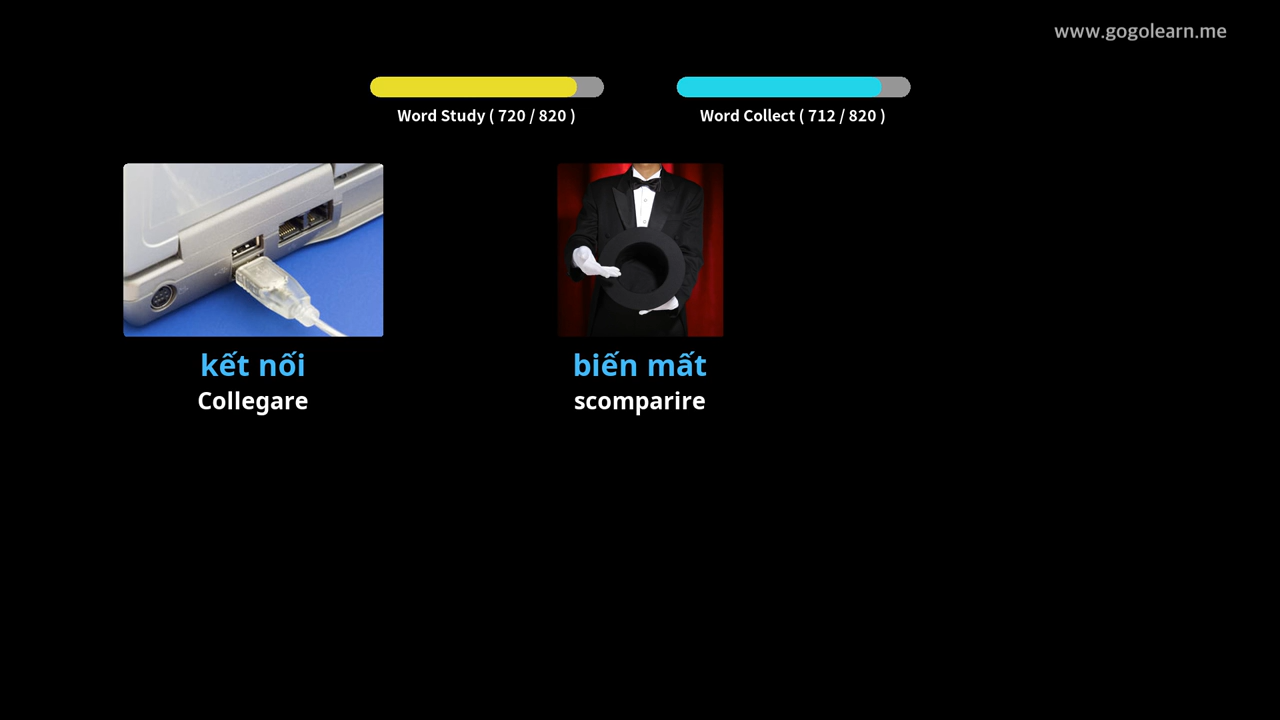 www.gogolearn.me
Word Study ( 720 / 820 )
Word Collect ( 712 / 820 )
kết nối
Collegare
biến mất
scomparire